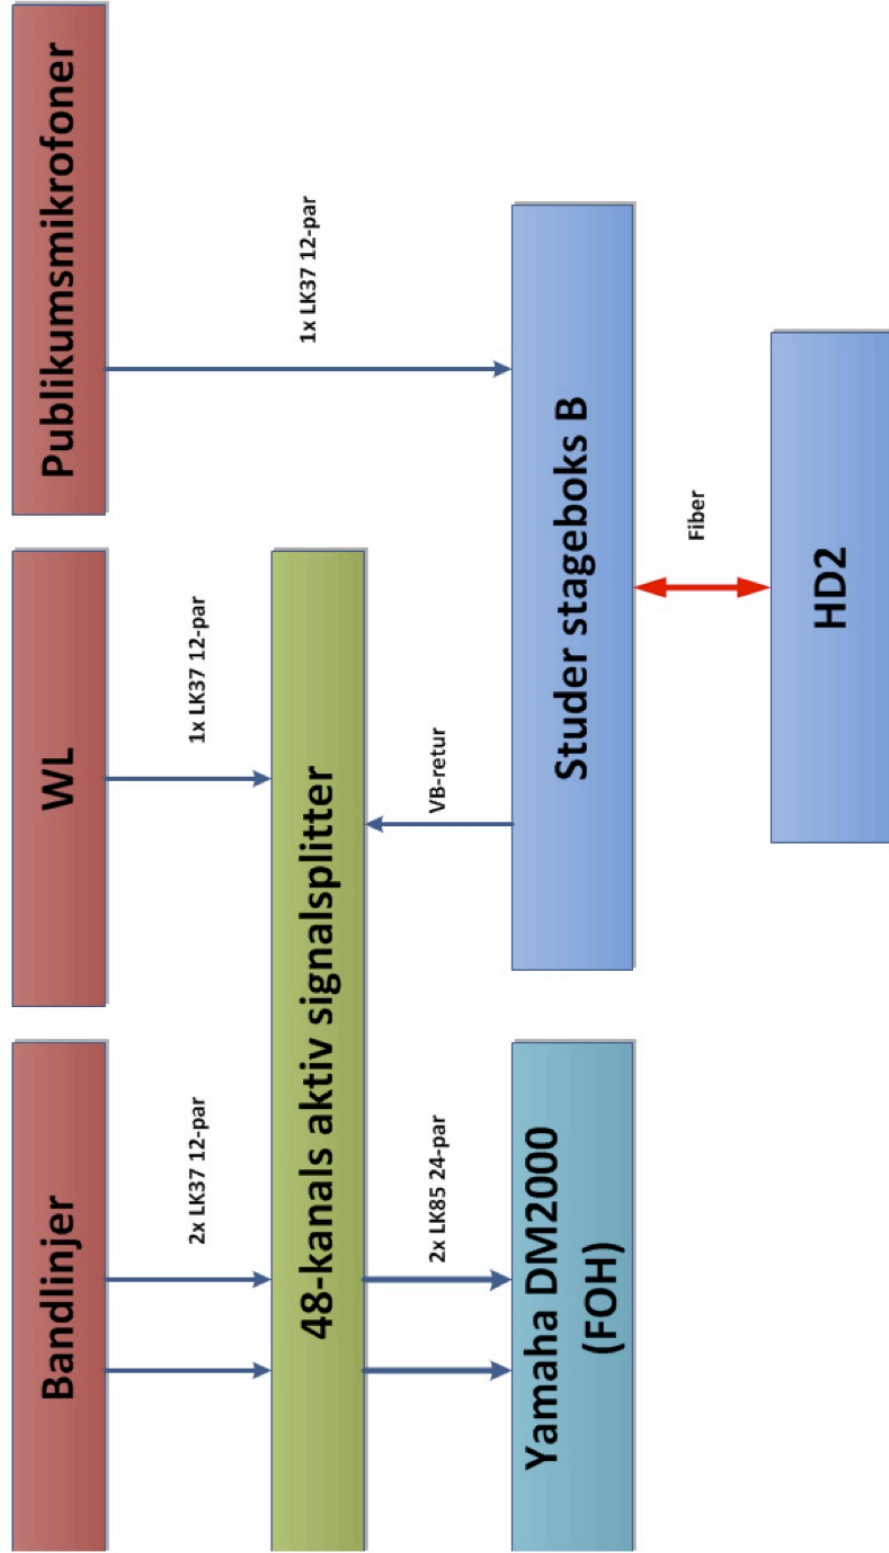 Bandlinjer
WL
Publikumsmikrofoner
2x LK37 12-par
1x LK37 12-par
1x LK37 12-par
48-kanals aktiv signalsplitter
2x LK85 24-par
VB-retur
Yamaha DM2000
(FOH)
Studer stageboks B
Fiber
HD2